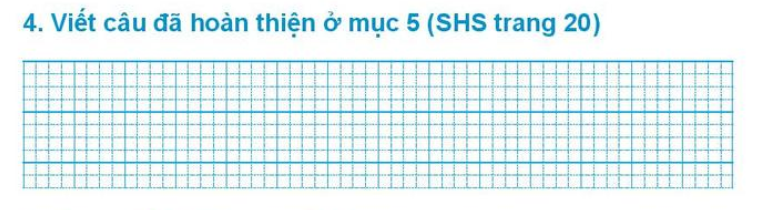 4. Viết câu đã hoàn thiện ở mục 5 (SHS trang 20)